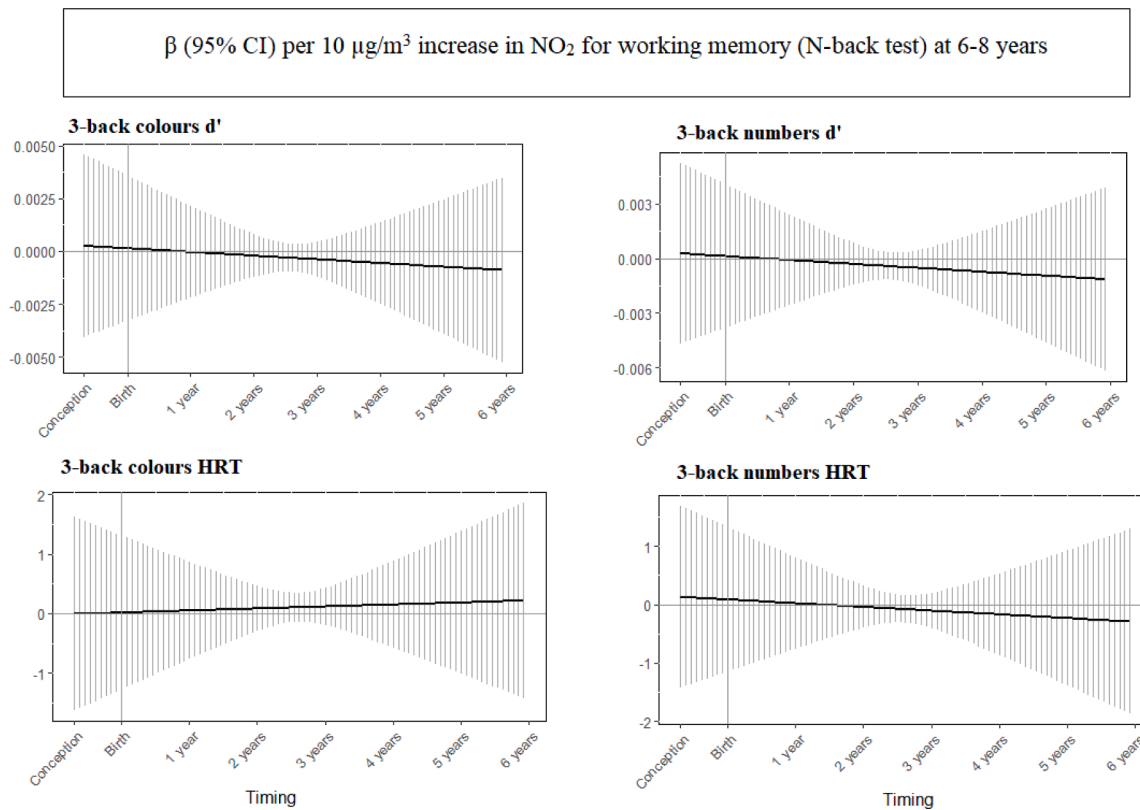 β (95% CI) per 10 µg/m³ increase in NO₂ for working memory (N-back test) at 6-8 years
3-back colours d'
0.0050
0.0025
0.0000
-0.0025
-0.0050
Conception
Birth
1 year
2 years
3 years
4 years
5 years
6 years
3-back numbers d'
0.003
0.000
-0.003
-0.006
Conception
Birth
1 year
2 years
3 years
4 years
5 years
6 years
3-back colours HRT
2
1
0
-1
Conception
Birth
1 year
2 years
3 years
4 years
5 years
6 years
Timing
3-back numbers HRT
1
0
-1
-2
Conception
Birth
1 year
2 years
3 years
4 years
5 years
6 years
Timing